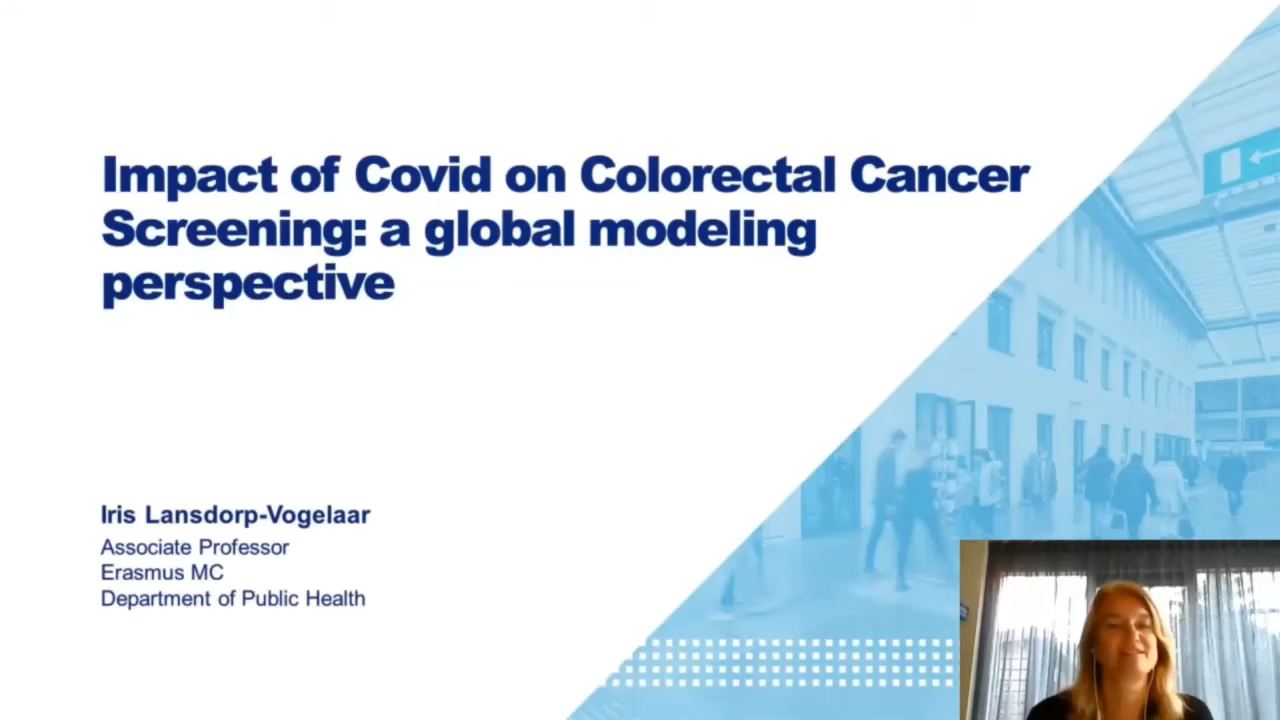 Impact of Covid on Colorectal Cancer
Screening: a global modeling
perspective
Iris Lansdorp-Vogelaar
Associate Professor
Erasmus MC
Department of Public Health